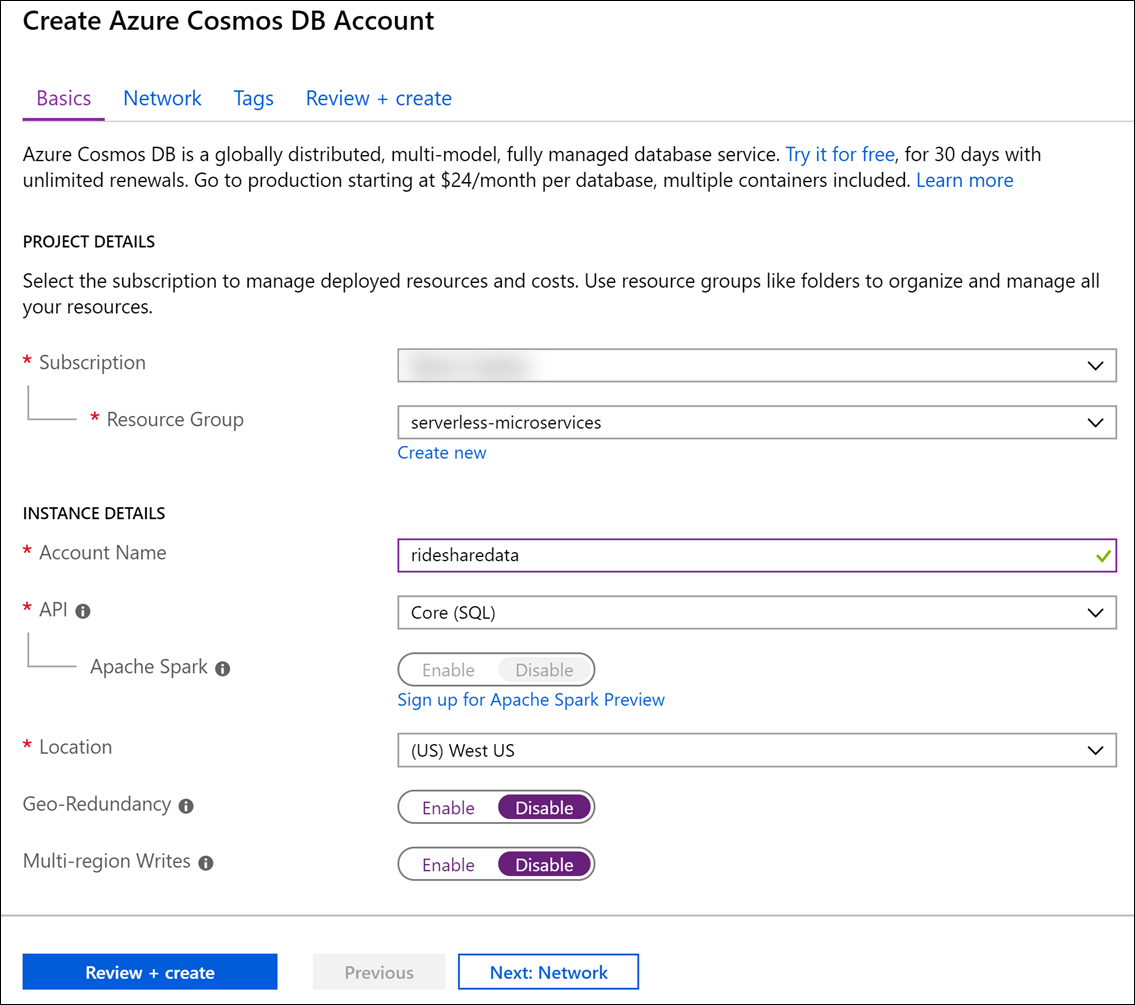 Create Azure Cosmos DB Account
Basics Network Tags Review + create
Azure Cosmos DB is a globally distributed, multi-model, fully managed database service. Try it for free, for 30 days with
unlimited renewals. Go to production starting at $24/month per database, multiple containers included. Learn more
PROJECT DETAILS
Select the subscription to manage deployed resources and costs. Use resource groups like folders to organize and manage all
your resources.
* Subscription
* Resource Group serverless-microservices
Create new
INSTANCE DETAILS
* Account Name ridesharedata
* API Core (SQL)
Apache Spark Enable Disable
Sign up for Apache Spark Preview
* Location (US) West US
Geo-Redundancy Enable Disable
Multi-region Writes Enable Disable
Review + create Previous Next: Network